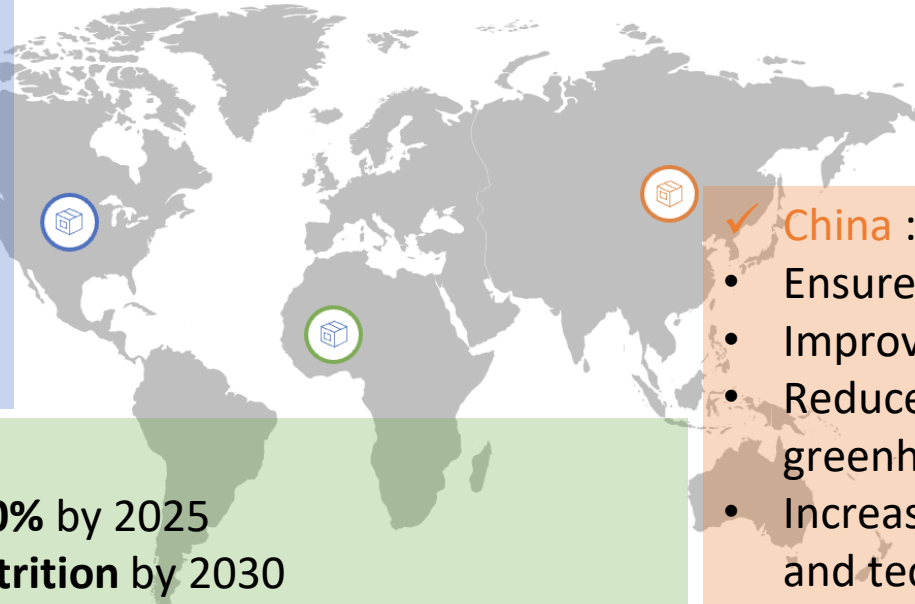 0% by 2025
trition by 2030
✓ China :
• Ensure
• Improv
• Reduce
greenh
• Increas
and tec